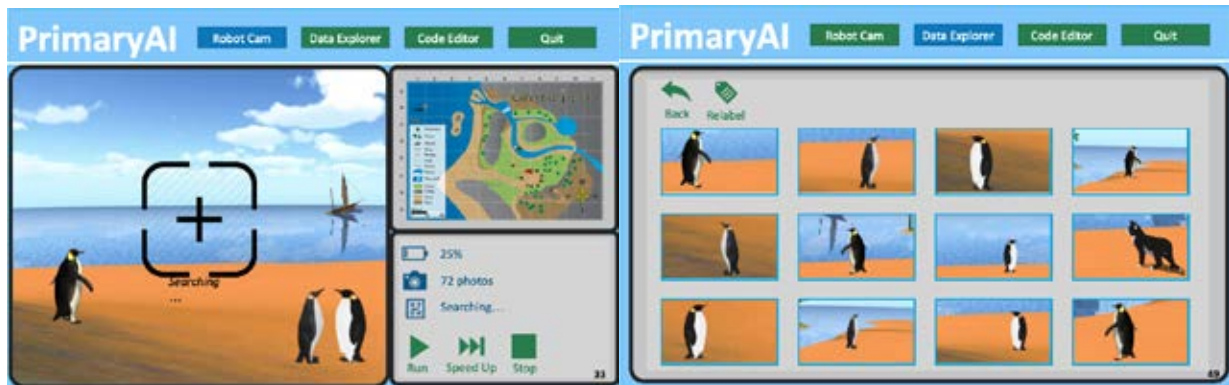 PrimaryAI
Robot Cam
Data Explorer
Code Editor
Quit
Searching
...
25%
72 photos
Searching...
Run
Speed Up
Stop
33
PrimaryAI
Robot Cam
Data Explorer
Code Editor
Quit
Back
Relabel
49